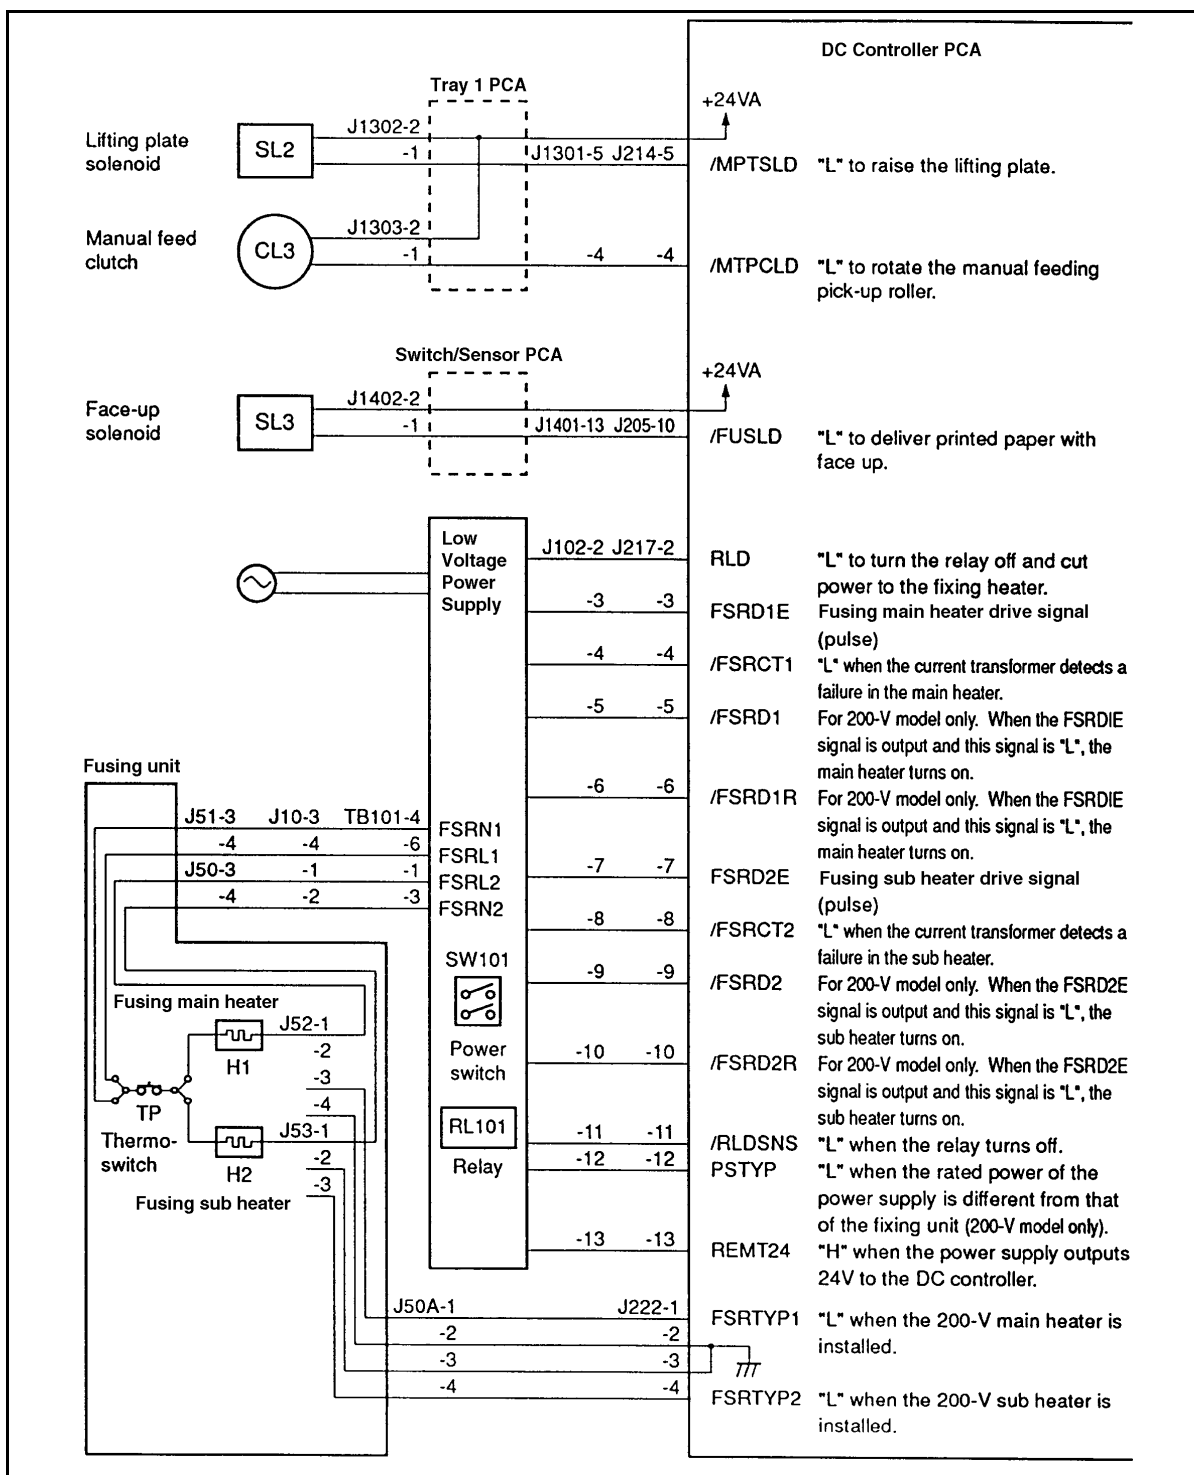 DC Controller PCA
Tray 1 PCA
+24VA
Lifting plate
solenoid
SL2
J1302-2
-1
J1301-5 J214-5
/MPTSLD "L" to raise the lifting plate.
Manual feed
clutch
CL3
J1303-2
-1
-4 -4
/MTPCLD "L" to rotate the manual feeding
pick-up roller.
Switch/Sensor PCA
+24VA
Face-up
solenoid
SL3
J1402-2
-1
J1401-13 J205-10
/FUSLD "L" to deliver printed paper with
face up.
Low
Voltage
Power
Supply
J102-2 J217-2
RLD "L" to turn the relay off and cut
power to the fixing heater.
-3 -3
FSRD1E Fusing main heater drive signal
(pulse)
-4 -4
/FSRCT1 "L" when the current transformer detects a
failure in the main heater.
-5 -5
/FSRD1 For 200-V model only. When the FSRDIE
signal is output and this signal is "L", the
main heater turns on.
-6 -6
/FSRD1R For 200-V model only. When the FSRDIE
signal is output and this signal is "L", the
main heater turns on.
-7 -7
FSRD2E Fusing sub heater drive signal
(pulse)
-8 -8
/FSRCT2 "L" when the current transformer detects a
failure in the sub heater.
-9 -9
/FSRD2 For 200-V model only. When the FSRD2E
signal is output and this signal is "L", the
sub heater turns on.
-10 -10
/FSRD2R For 200-V model only. When the FSRD2E
signal is output and this signal is "L", the
sub heater turns on.
-11 -11
/RLDSNS "L" when the relay turns off.
-12 -12
PSTYP "L" when the rated power of the
power supply is different from that
of the fixing unit (200-V model only).
-13 -13
REMT24 "H" when the power supply outputs
24V to the DC controller.
Fusing unit
J51-3 J10-3 TB101-4
FSRN1
-4 -4 -6
FSRL1
J50-3 -1 -1
FSRL2
-4 -2 -3
FSRN2
SW101
Power
switch
RL101
Relay
Fusing main heater
J52-1
H1
-2
-3
-4
TP
Thermo-
switch
J53-1
H2
-2
-3
Fusing sub heater
J50A-1 J222-1
FSRTYP1 "L" when the 200-V main heater is
installed.
-2 -2
-3 -3
-4 -4
FSRTYP2 "L" when the 200-V sub heater is
installed.